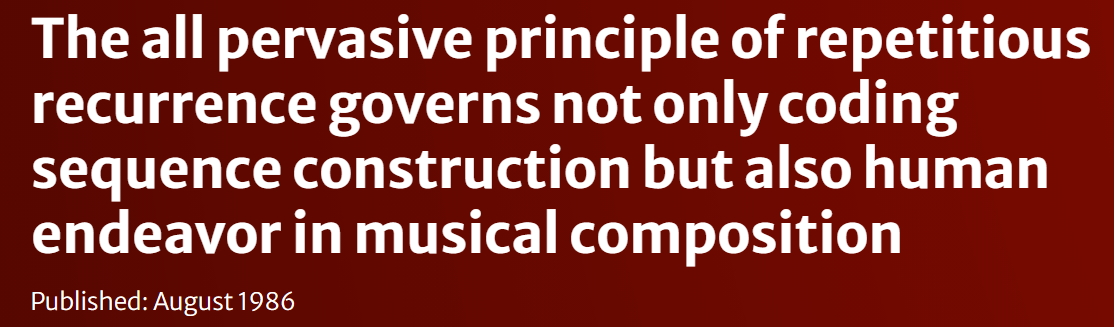 The all pervasive principle of repetitious
recurrence governs not only coding
sequence construction but also human
endeavor in musical composition
Published: August 1986